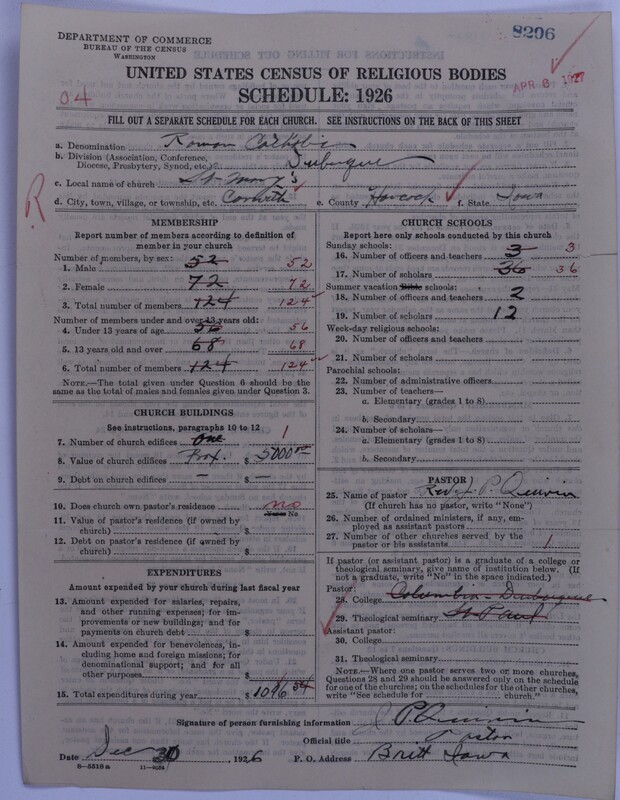 8206
DEPARTMENT OF COMMERCE
BUREAU OF THE CENSUS
WASHINGTON
APR 8 1927
UNITED STATES CENSUS OF RELIGIOUS BODIES
04
SCHEDULE: 1926
FILL OUT A SEPARATE SCHEDULE FOR EACH CHURCH. SEE INSTRUCTIONS ON THE BACK OF THIS SHEET
a. Denomination Roman Catholic
b. Division (Association, Conference, Diocese, Presbytery, Synod, etc.) Dubuque
c. Local name of church St Mary's
d. City, town, village, or township, etc. Corwith e. County Hancock f. State Iowa
R
MEMBERSHIP
Report number of members according to definition of member in your church
Number of members, by sex:
1. Male 52 52
2. Female 72 72
3. Total number of members 124 124
Number of members under and over 13 years old:
4. Under 13 years of age 56 56
5. 13 years old and over 68 68
6. Total number of members 124 124
NOTE.—The total given under Question 6 should be the same as the total of males and females given under Question 3.
CHURCH BUILDINGS
See instructions, paragraphs 10 to 12
7. Number of church edifices One 1
8. Value of church edifices Prox. $ 5000 00
9. Debt on church edifices — $ —
10. Does church own pastor's residence? no
Yes or No
11. Value of pastor's residence (if owned by church) $
12. Debt on pastor's residence (if owned by church) $
EXPENDITURES
Amount expended by your church during last fiscal year
13. Amount expended for salaries, repairs, and other running expenses; for improvements or new buildings; and for payments on church debt $
14. Amount expended for benevolences, including home and foreign missions; for denominational support; and for all other purposes $
15. Total expenditures during year $ 1096 54
CHURCH SCHOOLS
Report here only schools conducted by this church
Sunday schools:
16. Number of officers and teachers 3 3
17. Number of scholars 36 36
Summer vacation Bible schools:
18. Number of officers and teachers 2
19. Number of scholars 12
Week-day religious schools:
20. Number of officers and teachers
21. Number of scholars
Parochial schools:
22. Number of administrative officers
23. Number of teachers—
a. Elementary (grades 1 to 8)
b. Secondary
24. Number of scholars—
a. Elementary (grades 1 to 8)
b. Secondary
PASTOR
25. Name of pastor P.
(If church has no pastor, write "None")
26. Number of ordained ministers, if any, employed as assistant pastors
27. Number of other churches served by the pastor or his assistants 1
If pastor (or assistant pastor) is a graduate of a college or theological seminary, give name of institution below. (If not a graduate, write "No" in the space indicated.)
Pastor:
28. College Columbia - Dubuque
29. Theological seminary St Paul
Assistant pastor:
30. College
31. Theological seminary
NOTE.—Where one pastor serves two or more churches, Questions 28 and 29 should be answered only on the schedule for one of the churches; on the schedules for the other churches, write "See schedule for church."
Signature of person furnishing information P.
Official title Pastor
Date Dec 30, 1926 P. O. Address Britt Iowa
8—5518a 11—9184